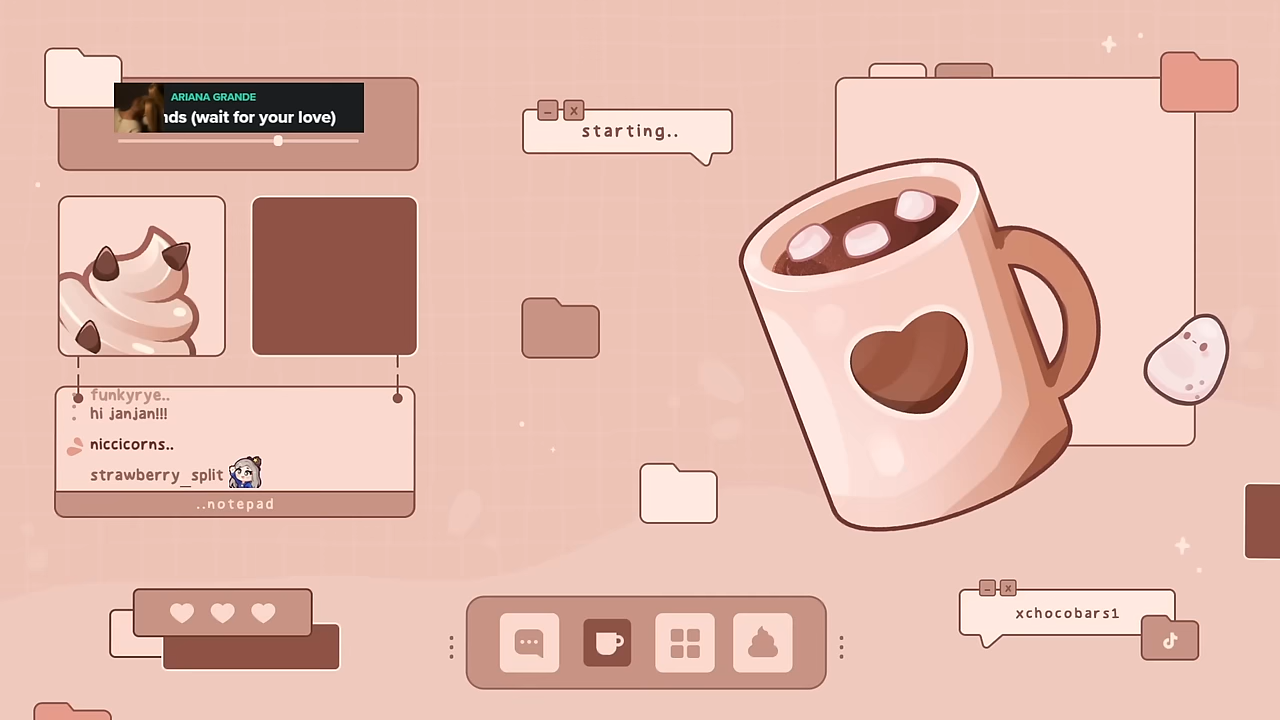 ARIANA GRANDE
nds (wait for your love)
starting..
funkyrye..
hi janjan!!!
niccicorns..
strawberry_split
..notepad
xchocobars1